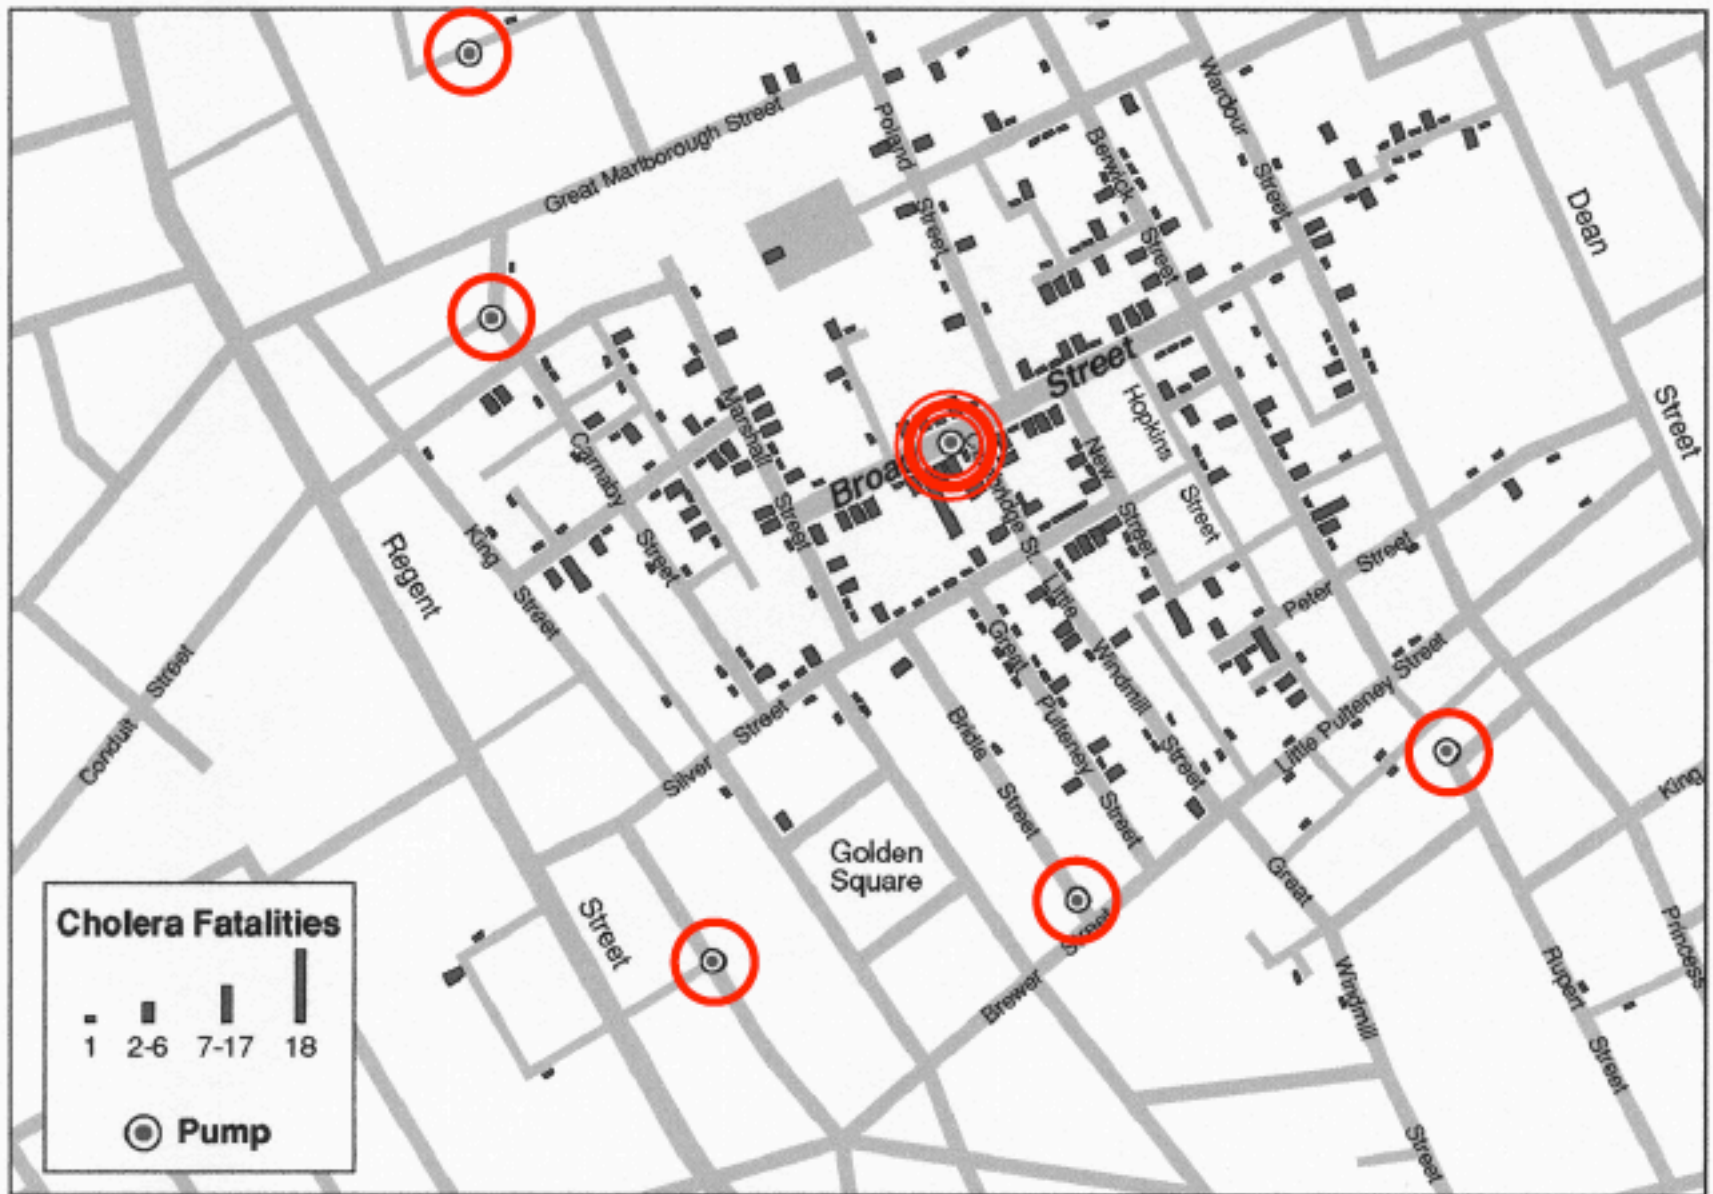 Great Marlborough Street
Poland
Street
Berwick
Street
Wardour
Street
Dean
Street
Broa
Street
Marshall
Street
Carnaby
Street
King
Street
Regent
Street
Conduit
Street
Hopkins
Street
New
Street
St.
Little
Windmill
Street
Great
Pulteney
Street
Peter
Street
Little Pulteney Street
Silver
Street
Bridle
Street
Golden
Square
Brewer
Street
Great
Windmill
Street
Rupert
Street
King
Princess
Cholera Fatalities
1 2-6 7-17 18
Pump